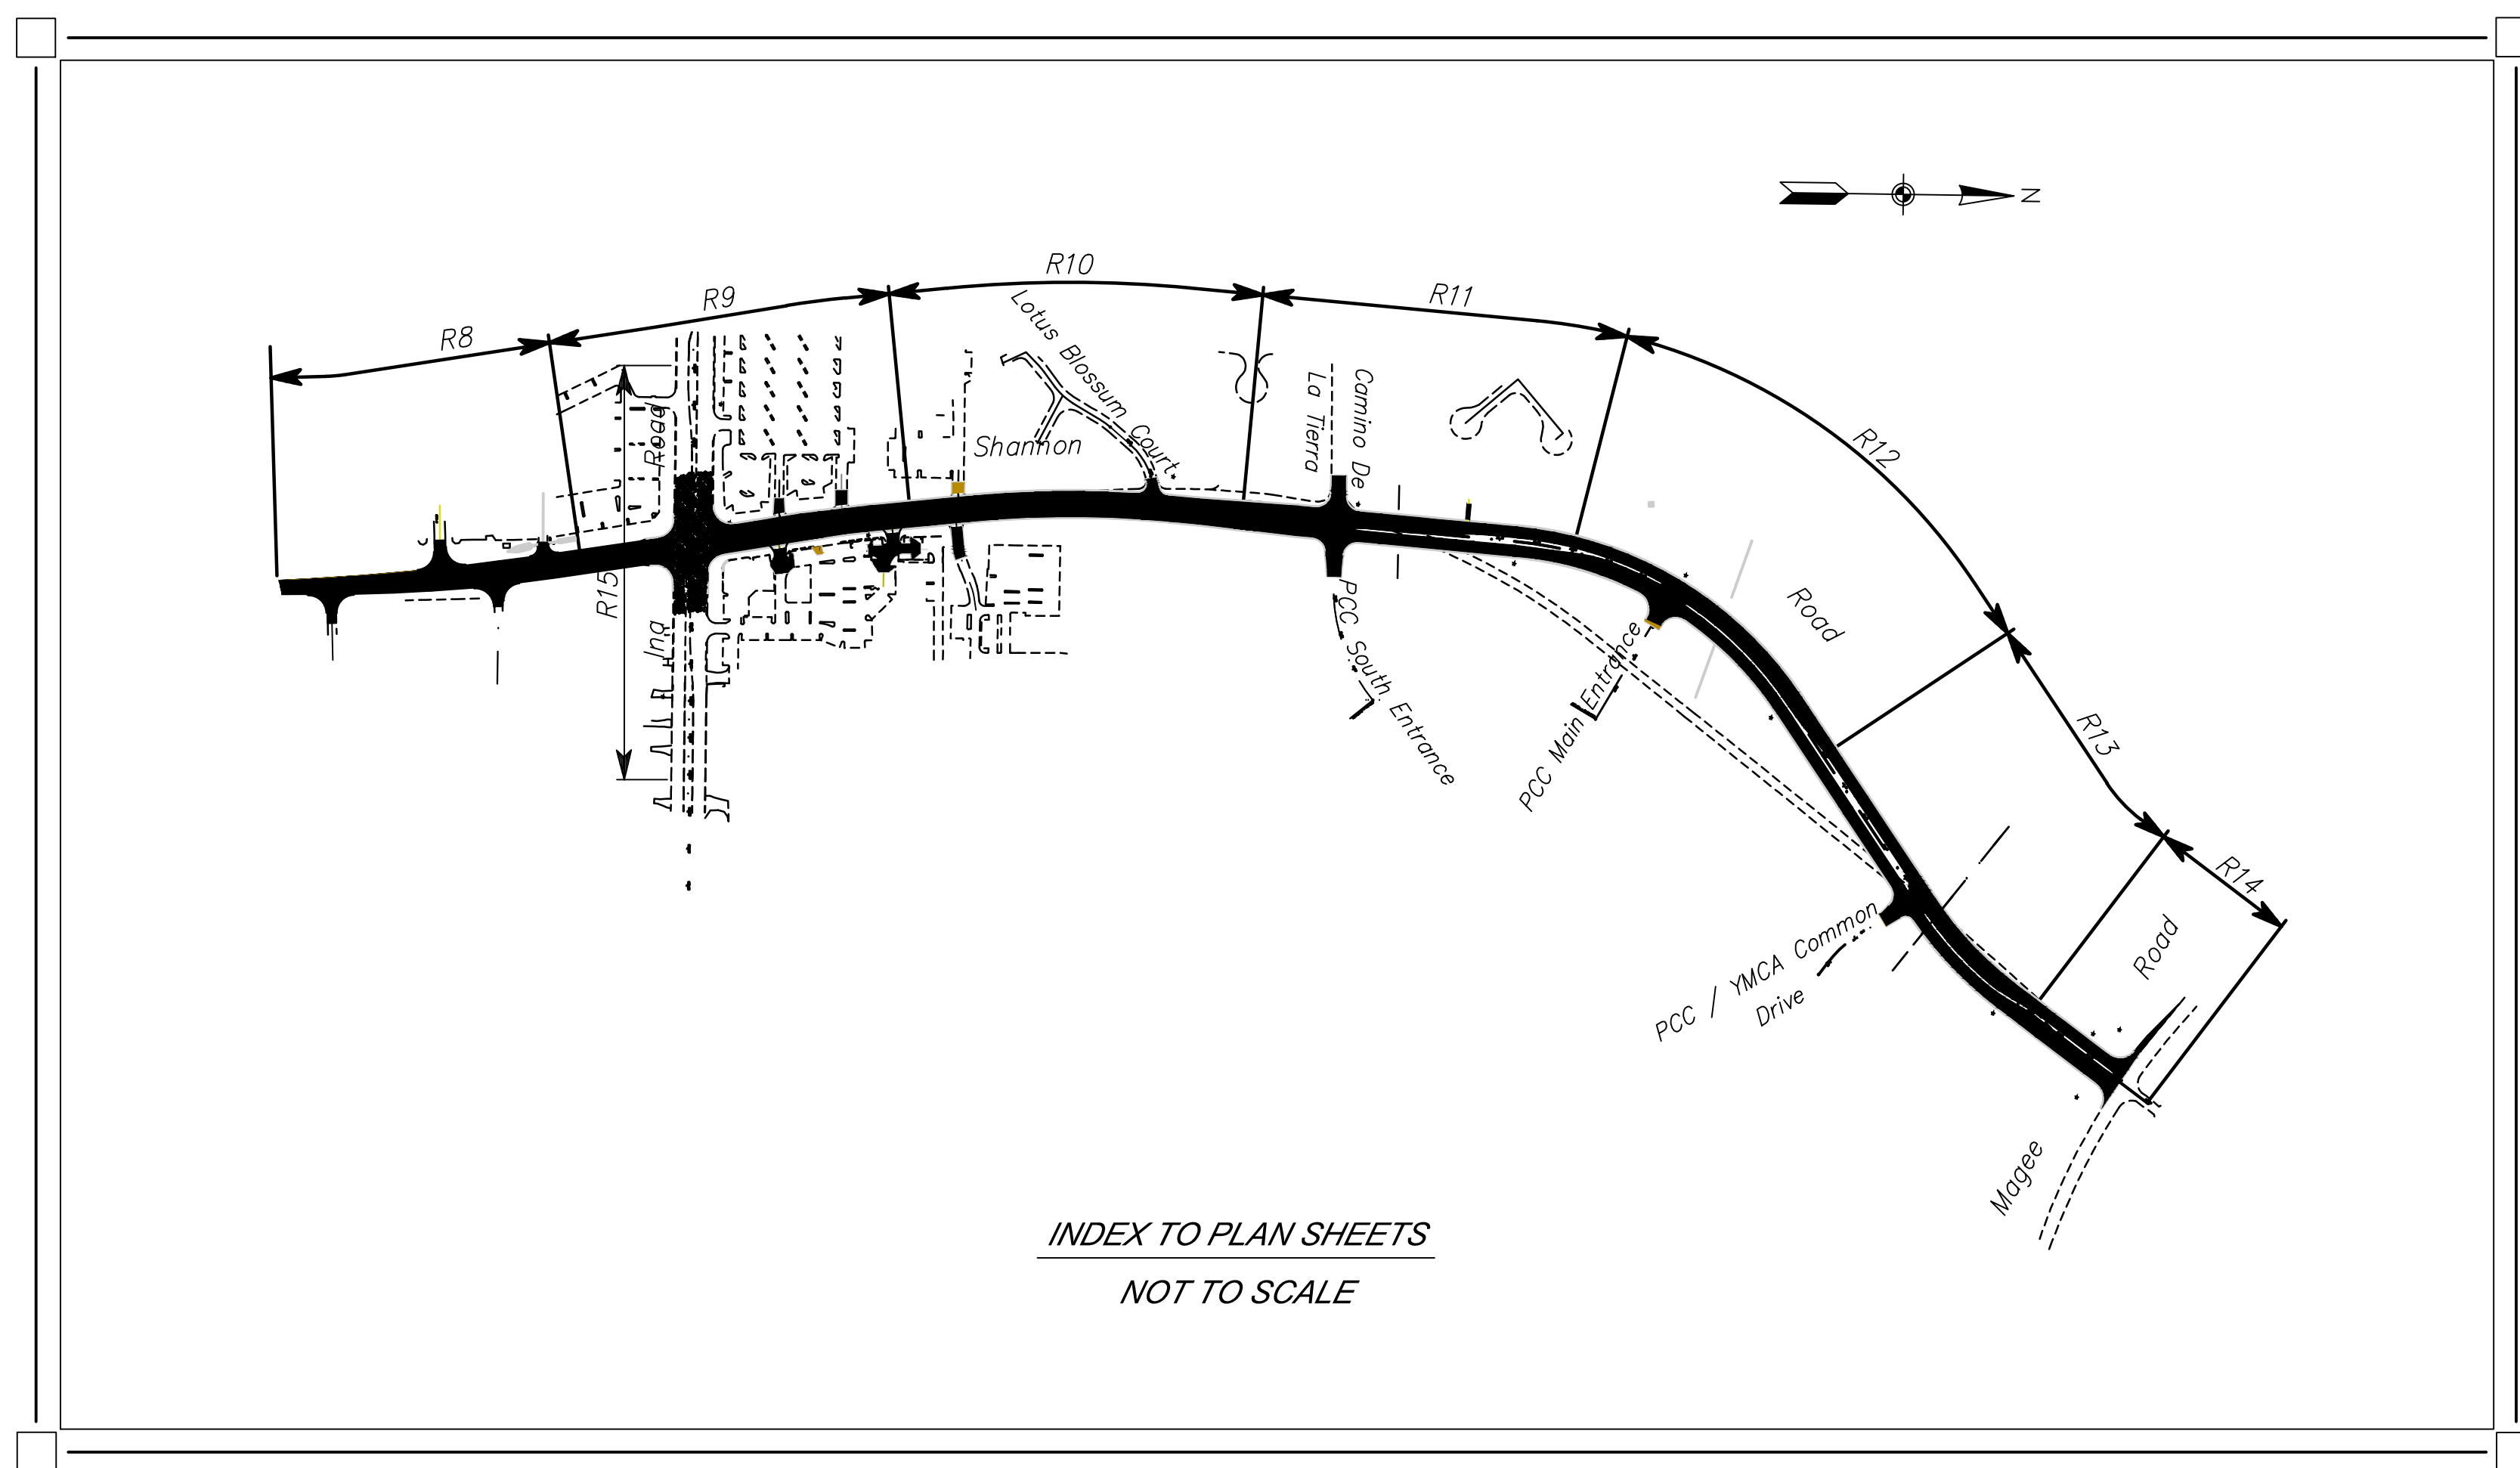 N
R10
R9
R11
R8
Lotus Blossum Court
R12
Camino De
La Tierra
Road
Shannon
R15
Road
Ina
PCC South Entrance
PCC Main Entrance
R13
R14
Road
PCC / YMCA Common
Drive
Magee
INDEX TO PLAN SHEETS
NOT TO SCALE